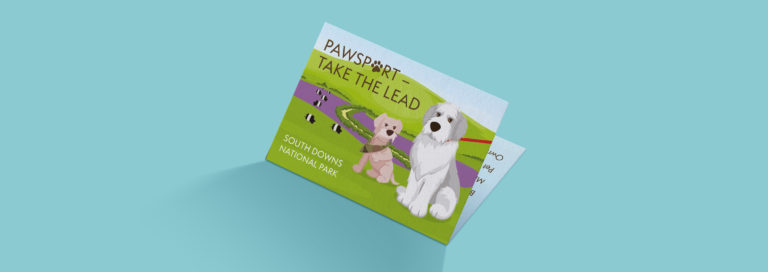 PAWSPORT –
TAKE THE LEAD
SOUTH DOWNS
NATIONAL PARK